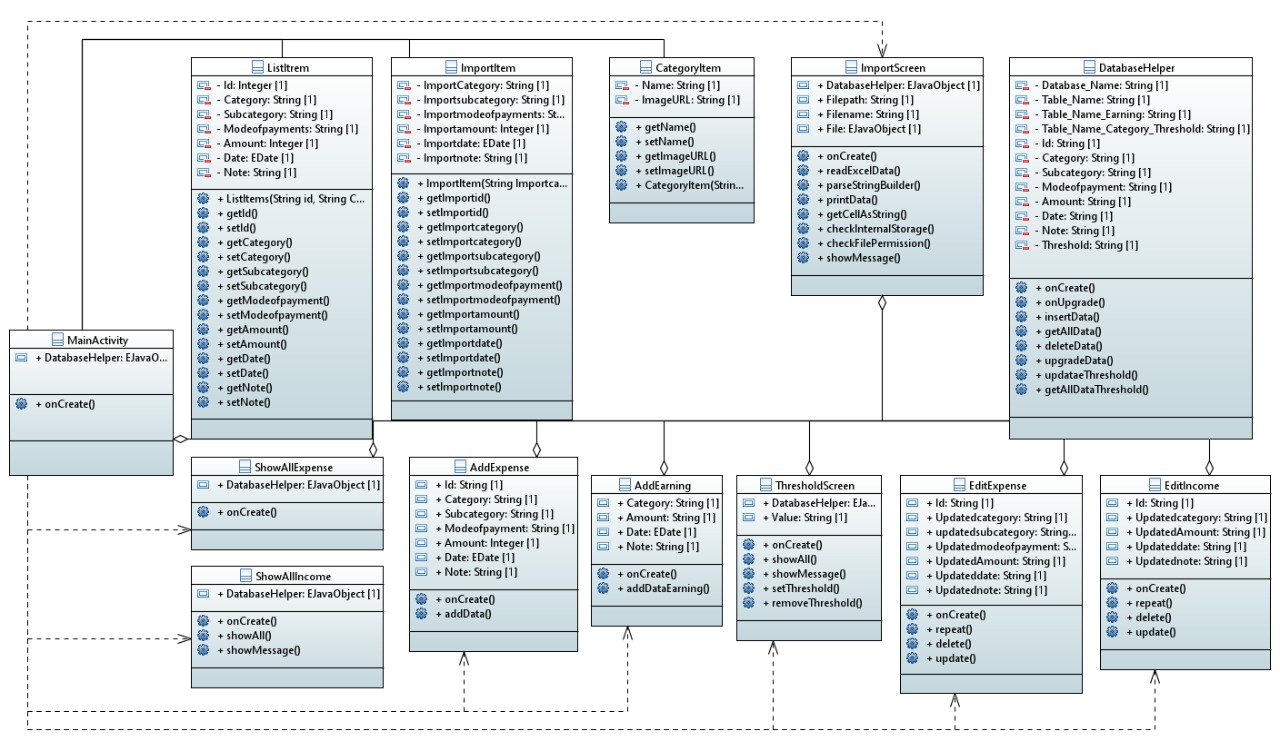 ListItrem
- Id: Integer [1]
- Category: String [1]
- Subcategory: String [1]
- Modeofpayments: String [1]
- Amount: Integer [1]
- Date: EDate [1]
- Note: String [1]
+ ListItems(String id, String C...
+ getId()
+ setId()
+ getCategory()
+ setCategory()
+ getSubcategory()
+ setSubcategory()
+ getModeofpayment()
+ setModeofpayment()
+ getAmount()
+ setAmount()
+ getDate()
+ setDate()
+ getNote()
+ setNote()
ImportItem
- ImportCategory: String [1]
- Importsubcategory: String [1]
- Importmodeofpayments: St...
- Importamount: Integer [1]
- Importdate: EDate [1]
- Importnote: String [1]
+ ImportItem(String Importca...
+ getImportid()
+ setImportid()
+ getImportcategory()
+ setImportcategory()
+ getImportsubcategory()
+ setImportsubcategory()
+ getImportmodeofpayment()
+ setImportmodeofpayment()
+ getImportamount()
+ setImportamount()
+ getImportdate()
+ setImportdate()
+ getImportnote()
+ setImportnote()
CategoryItem
- Name: String [1]
- ImageURL: String [1]
+ getName()
+ setName()
+ getImageURL()
+ setImageURL()
+ CategoryItem(Strin...
ImportScreen
+ DatabaseHelper: EJavaObject [1]
+ Filepath: String [1]
+ Filename: String [1]
+ File: EJavaObject [1]
+ onCreate()
+ readExcelData()
+ parseStringBuilder()
+ printData()
+ getCellAsString()
+ checkInternalStorage()
+ checkFilePermission()
+ showMessage()
DatabaseHelper
- Database_Name: String [1]
- Table_Name: String [1]
- Table_Name_Earning: String [1]
- Table_Name_Category_Threshold: String [1]
- Id: String [1]
- Category: String [1]
- Subcategory: String [1]
- Modeofpayment: String [1]
- Amount: String [1]
- Date: String [1]
- Note: String [1]
- Threshold: String [1]
+ onCreate()
+ onUpgrade()
+ insertData()
+ getAllData()
+ deleteData()
+ upgradeData()
+ updataeThreshold()
+ getAllDataThreshold()
MainActivity
+ DatabaseHelper: EJavaO...
+ onCreate()
ShowAllExpense
+ DatabaseHelper: EJavaObject [1]
+ onCreate()
ShowAllIncome
+ DatabaseHelper: EJavaObject [1]
+ onCreate()
+ showAll()
+ showMessage()
AddExpense
+ Id: String [1]
+ Category: String [1]
+ Subcategory: String [1]
+ Modeofpayment: String [1]
+ Amount: Integer [1]
+ Date: EDate [1]
+ Note: String [1]
+ onCreate()
+ addData()
AddEarning
+ Category: String [1]
+ Amount: String [1]
+ Date: EDate [1]
+ Note: String [1]
+ onCreate()
+ addDataEarning()
ThresholdScreen
+ DatabaseHelper: EJa...
+ Value: String [1]
+ onCreate()
+ showAll()
+ showMessage()
+ setThreshold()
+ removeThreshold()
EditExpense
+ Id: String [1]
+ Updatedcategory: String [1]
+ updatedsubcategory: String...
+ Updatedmodeofpayment: S...
+ UpdatedAmount: String [1]
+ Updateddate: String [1]
+ Updatednote: String [1]
+ onCreate()
+ repeat()
+ delete()
+ update()
EditIncome
+ Id: String [1]
+ Updatedcategory: String [1]
+ UpdatedAmount: String [1]
+ Updateddate: String [1]
+ Updatednote: String [1]
+ onCreate()
+ repeat()
+ delete()
+ update()